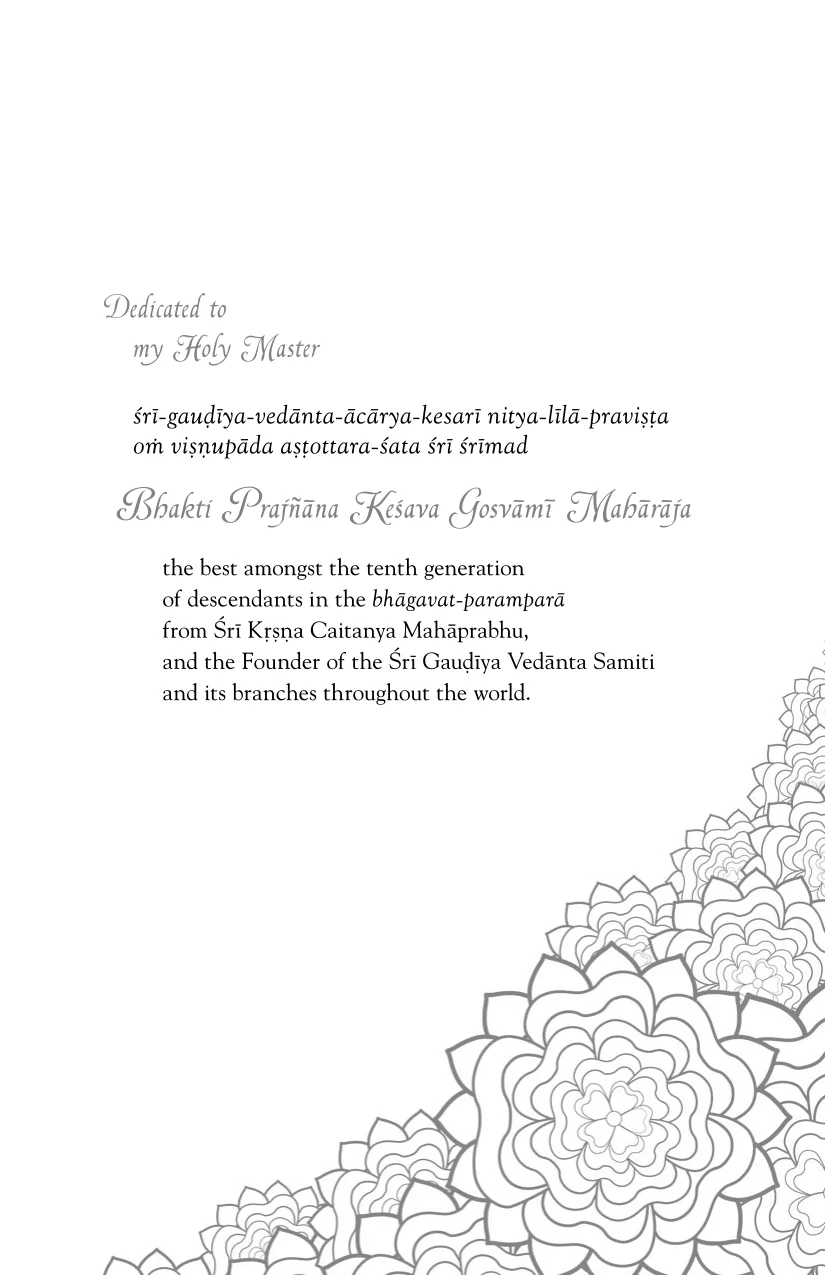 Dedicated to
my Holy Master
śrī-gauḍīya-vedānta-ācārya-kesarī nitya-līlā-praviṣṭa
oṁ viṣṇupāda aṣṭottara-śata śrī śrīmad
Bhakti Prajñāna Keśava Gosvāmī Mahārāja
the best amongst the tenth generation
of descendants in the bhāgavat-paramparā
from Śrī Kṛṣṇa Caitanya Mahāprabhu,
and the Founder of the Śrī Gauḍīya Vedānta Samiti
and its branches throughout the world.